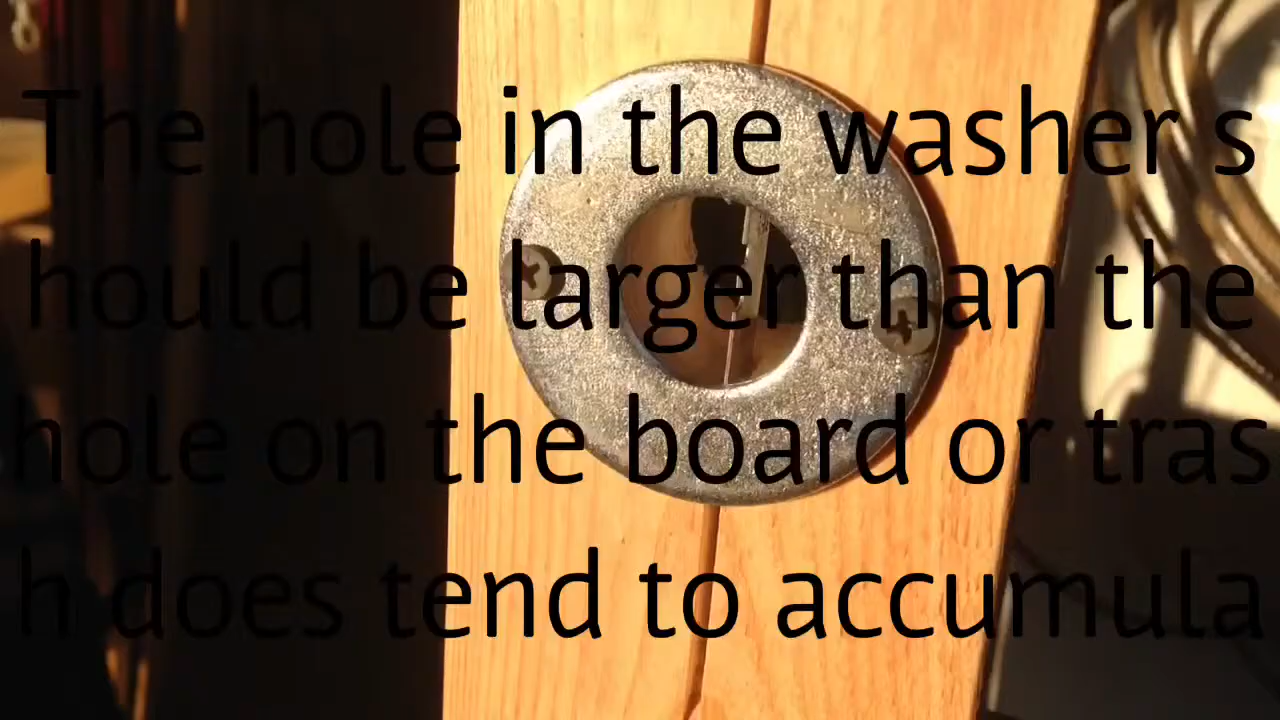 The hole in the washer s
hould be larger than the
hole on the board or tras
h does tend to accumula